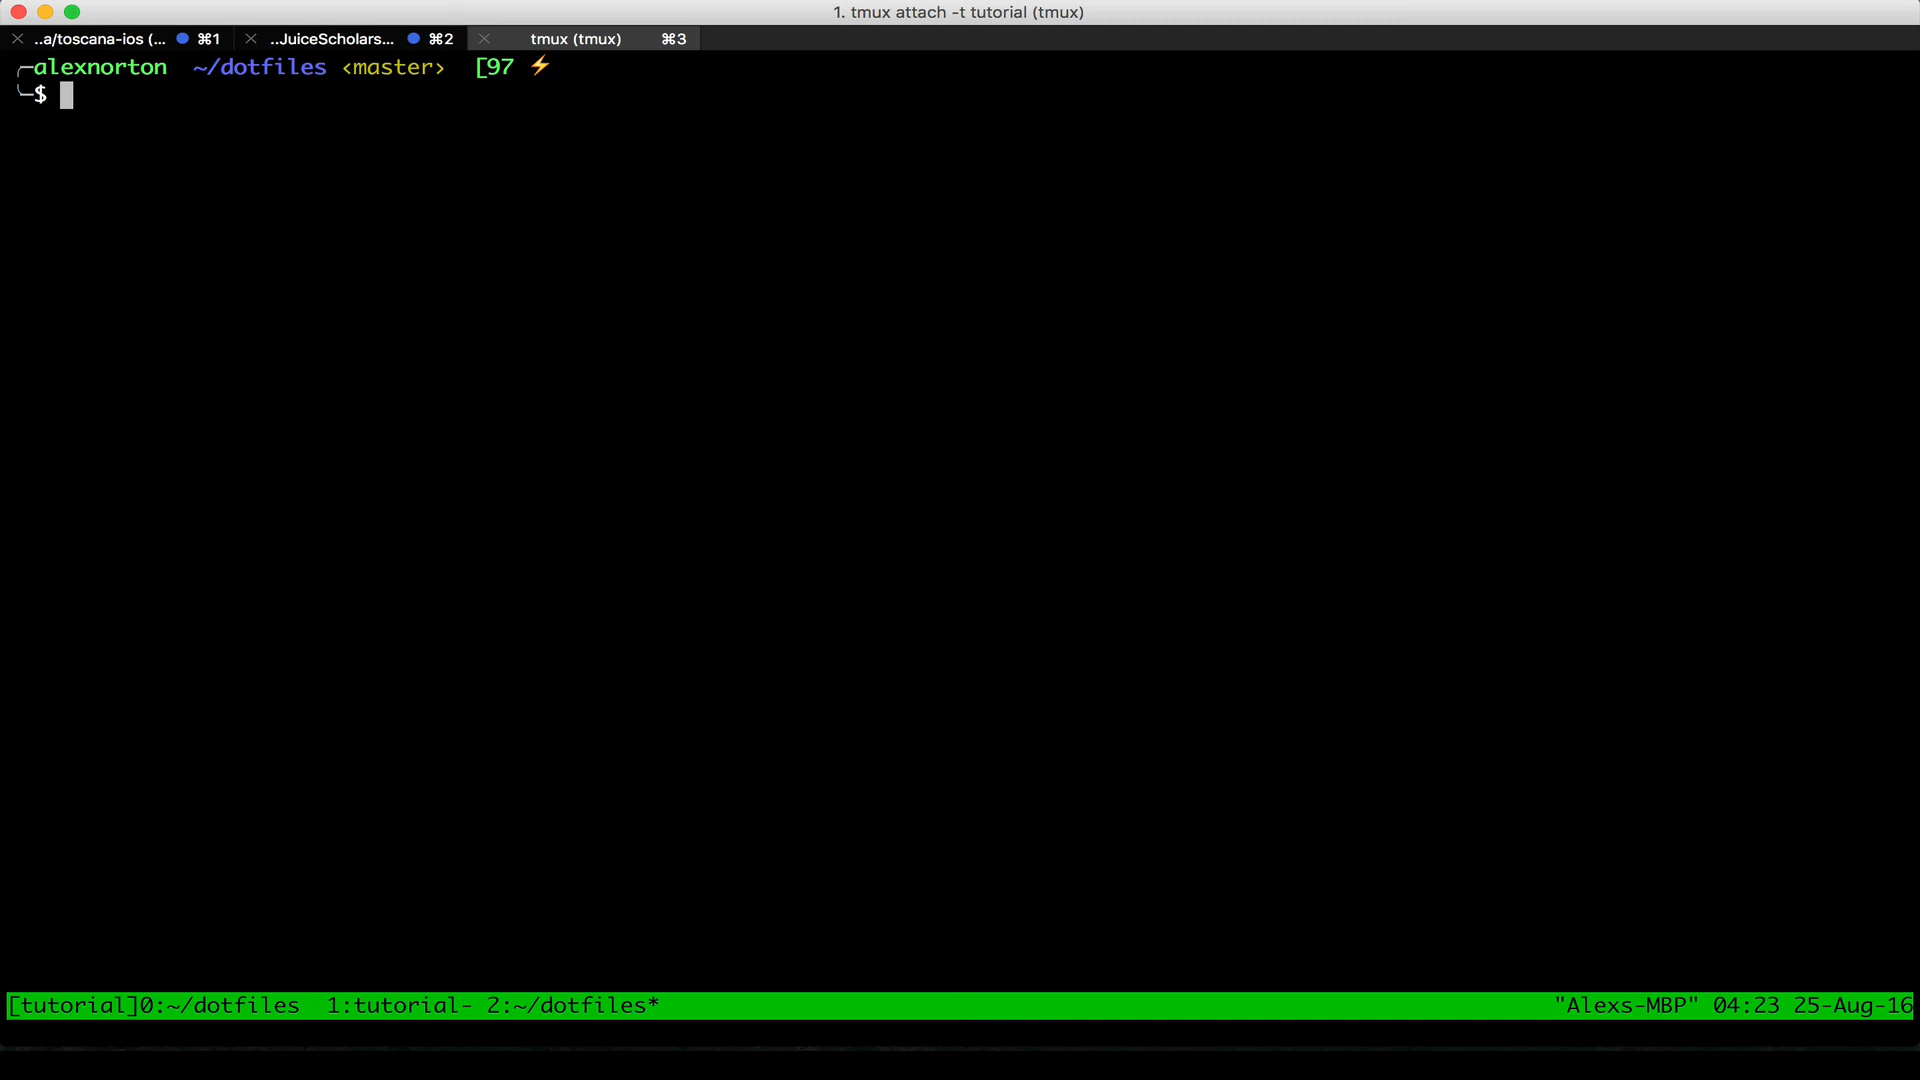 1. tmux attach -t tutorial (tmux)
..a/toscana-ios (... ⌘1 ..JuiceScholars... ⌘2 tmux (tmux) ⌘3
╭─alexnorton ~/dotfiles ‹master› [97 ⚡
╰─$
[tutorial]0:~/dotfiles 1:tutorial- 2:~/dotfiles* "Alexs-MBP" 04:23 25-Aug-16